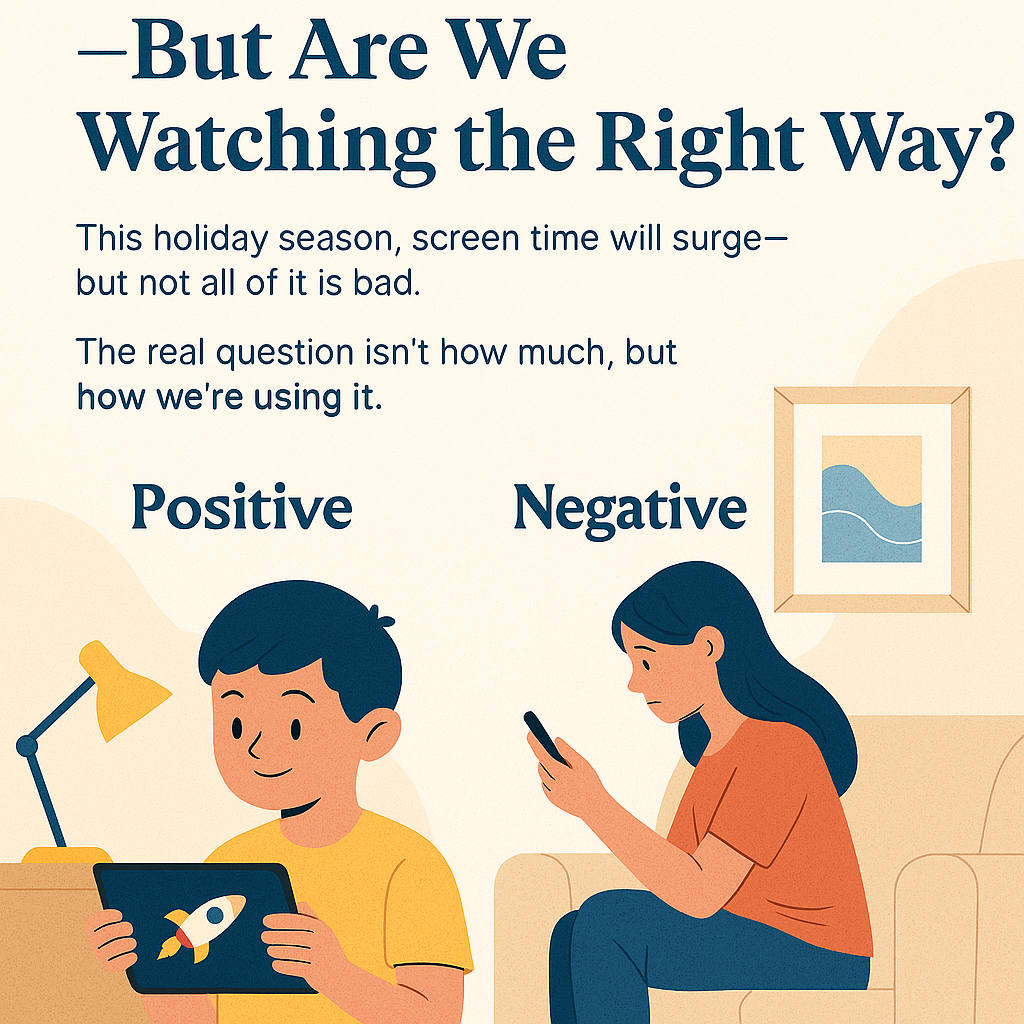 —But Are We
Watching the Right Way?
This holiday season, screen time will surge—
but not all of it is bad.
The real question isn't how much, but
how we're using it.
Positive
Negative